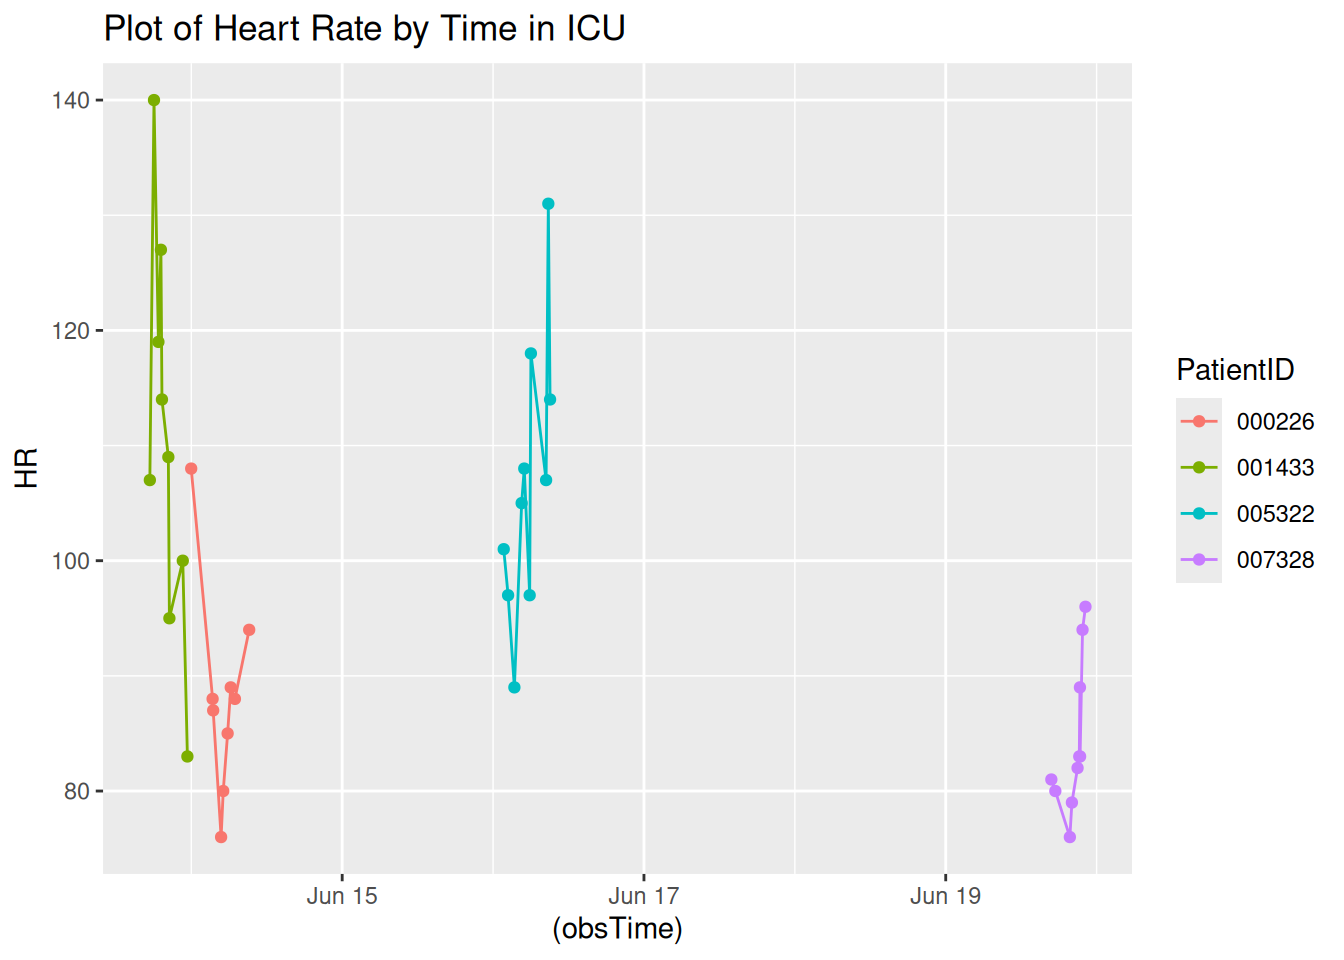 Plot of Heart Rate by Time in ICU
140
120
100
80
HR
Jun 15
Jun 17
Jun 19
(obsTime)
PatientID
000226
001433
005322
007328